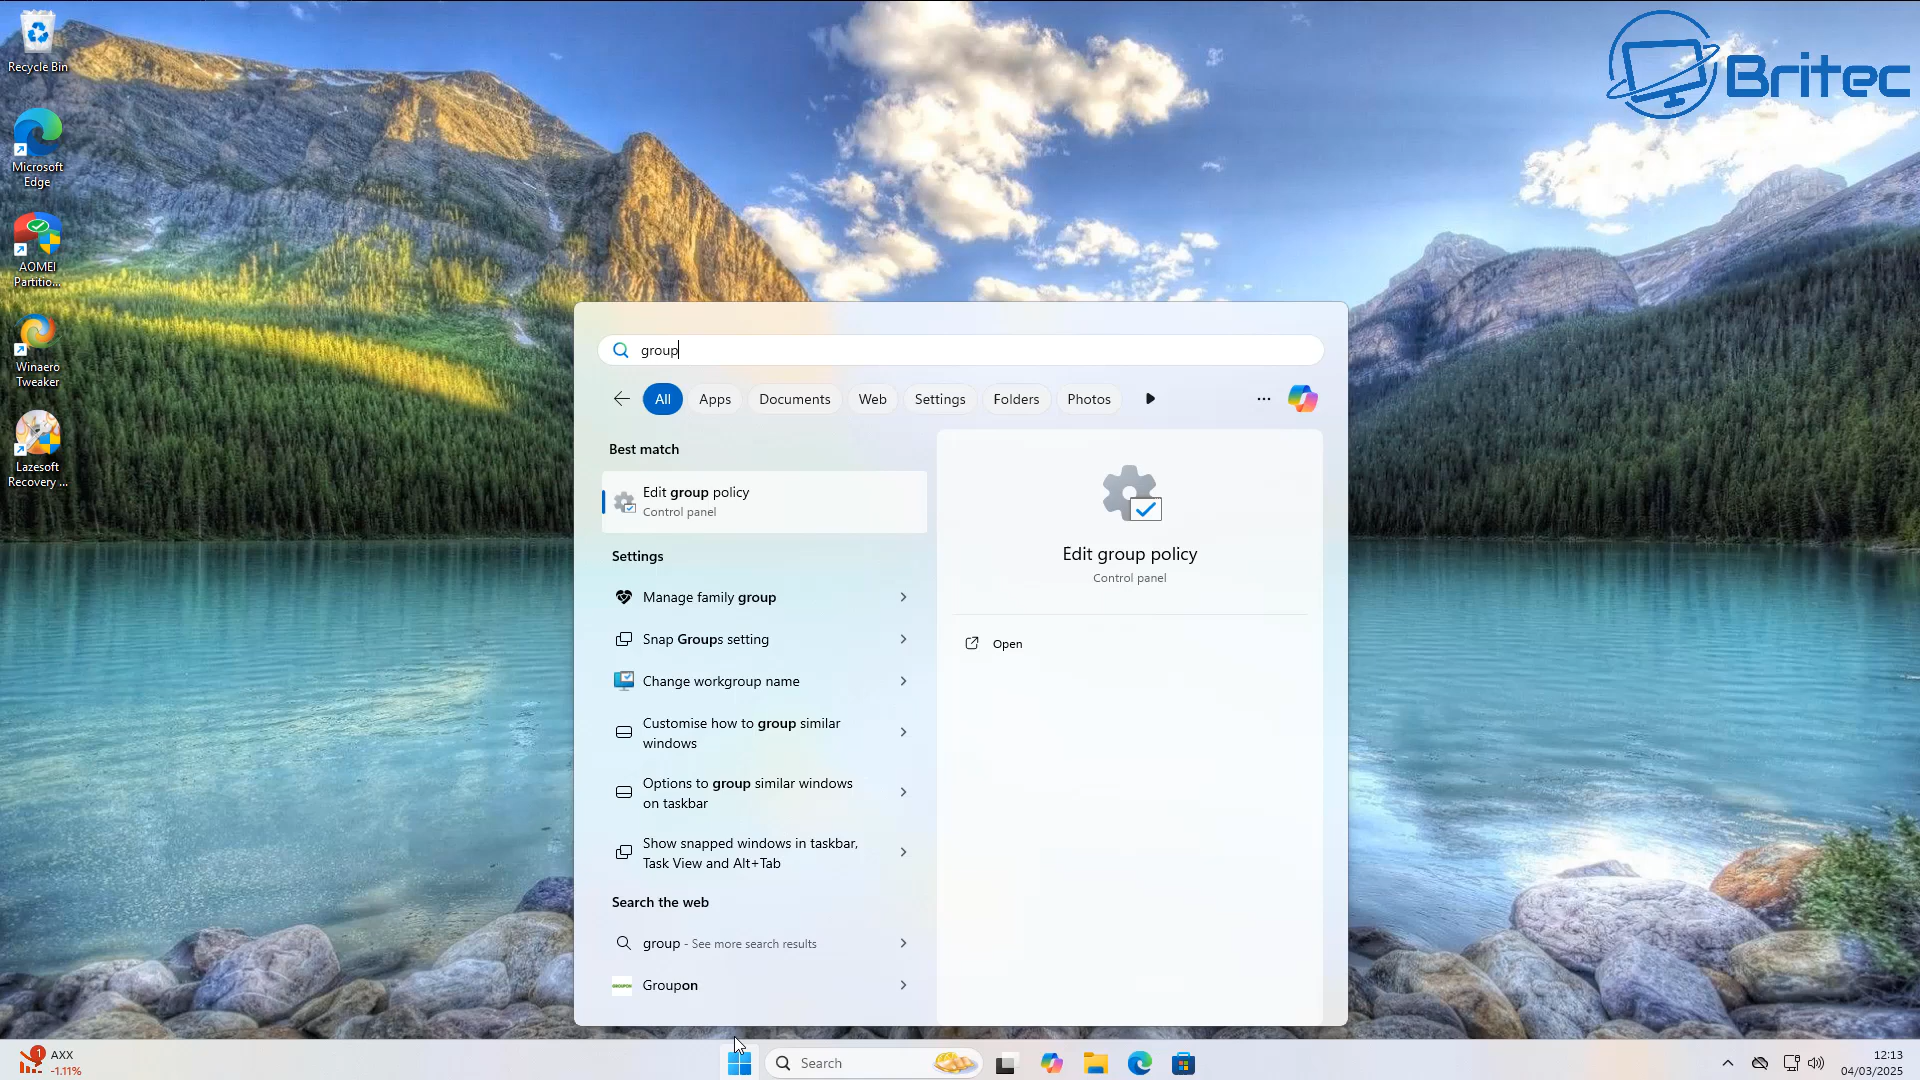 Recycle Bin
Microsoft
Edge
AOMEI
Partitio...
Winaero
Tweaker
Lazesoft
Recovery ...
Britec
group
All
Apps
Documents
Web
Settings
Folders
Photos
Best match
Edit group policy
Control panel
Settings
Manage family group
Snap Groups setting
Change workgroup name
Customise how to group similar
windows
Options to group similar windows
on taskbar
Show snapped windows in taskbar,
Task View and Alt+Tab
Search the web
group - See more search results
GROUPON
Groupon
Edit group policy
Control panel
Open
1
AXX
-1.11%
Search
12:13
04/03/2025